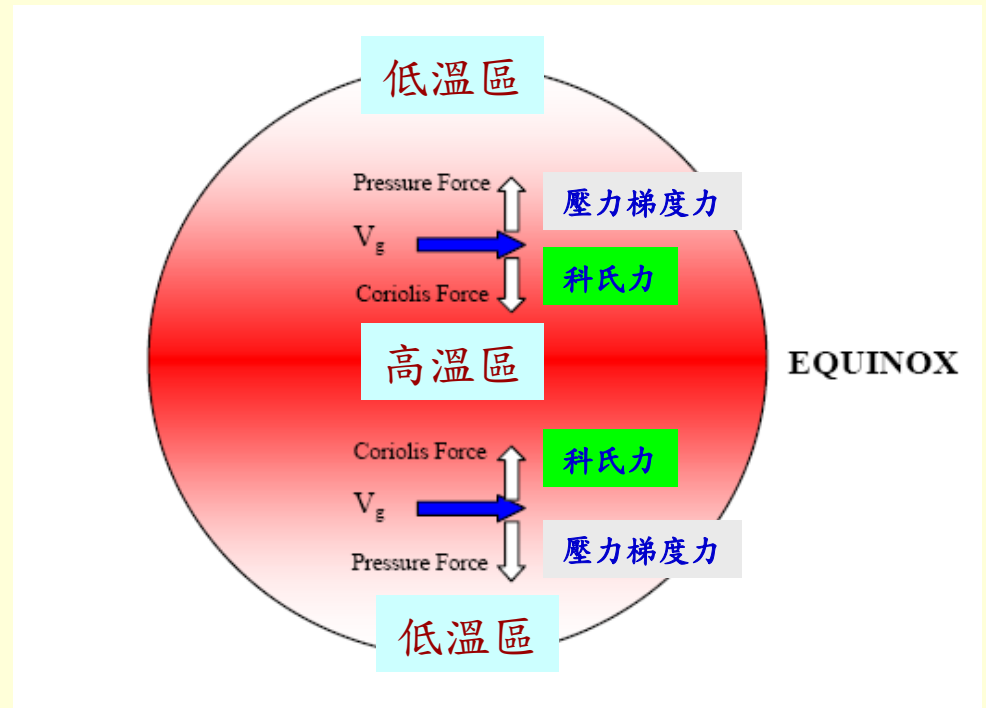 低溫區
Pressure Force
壓力梯度力
Vg
科氏力
Coriolis Force
高溫區
EQUINOX
Coriolis Force
科氏力
Vg
壓力梯度力
Pressure Force
低溫區